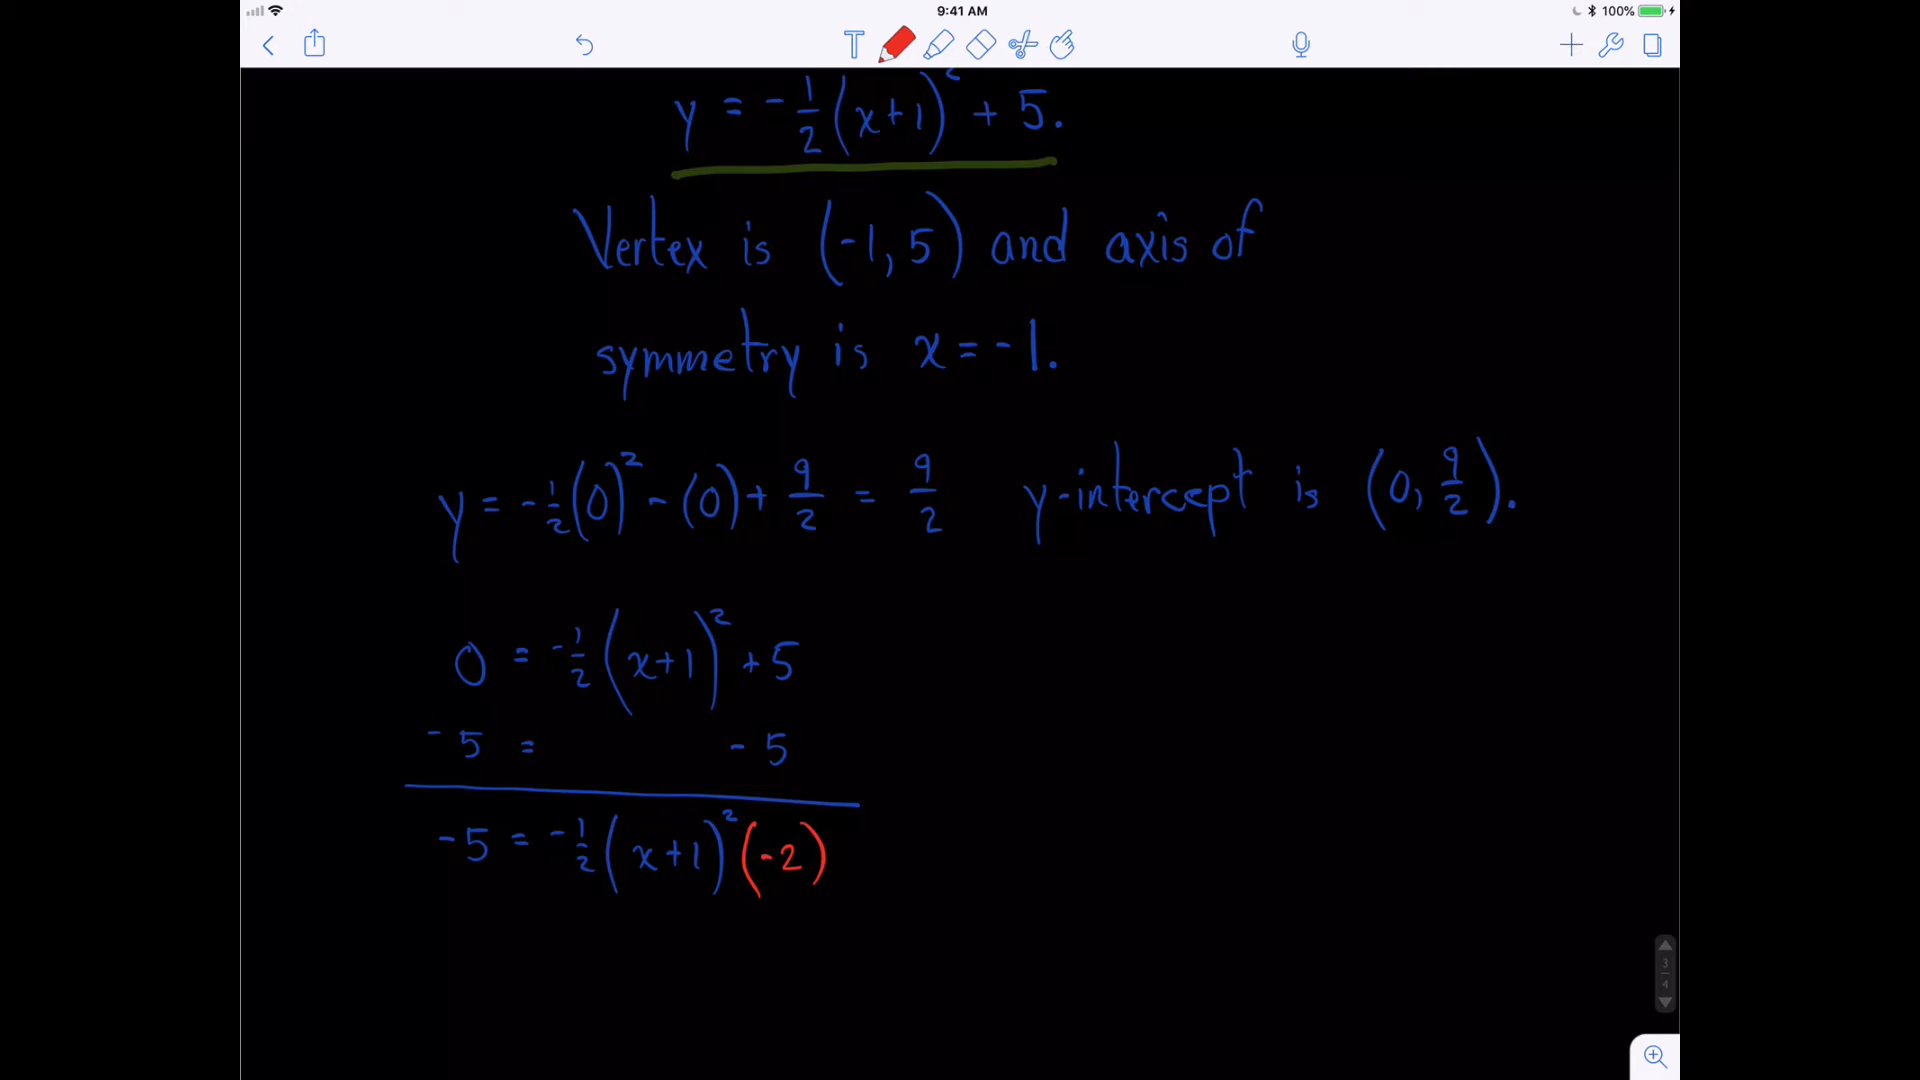 9:41 AM
100%
T
y = -1/2 (x+1)² + 5.
Vertex is (-1, 5) and axis of
symmetry is x = -1.
y = -1/2 (0)² - (0) + 9/2 = 9/2 y-intercept is (0, 9/2).
0 = -1/2 (x+1)² + 5
-5 = -5
-5 = -1/2 (x+1)² (-2)
3
4